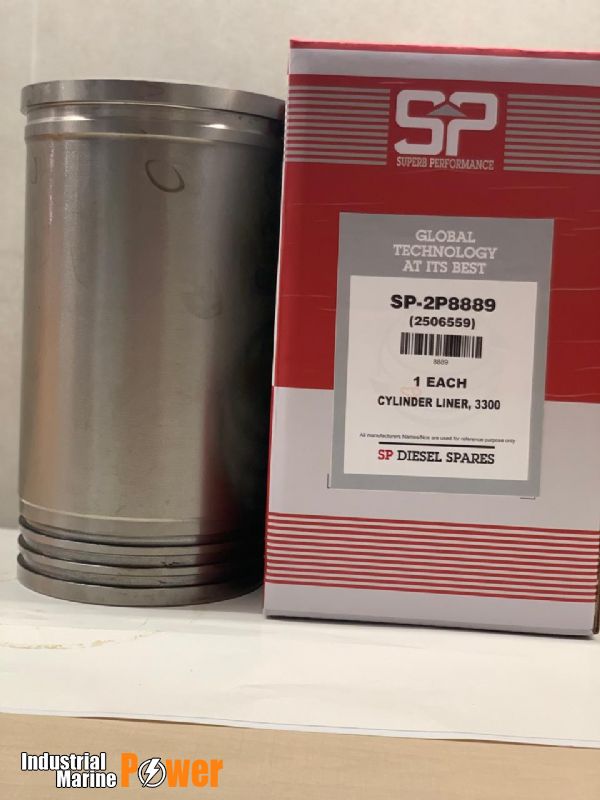 SP
SUPERB PERFORMANCE
GLOBAL
TECHNOLOGY
AT ITS BEST
SP-2P8889
(2506559)
8889
1 EACH
CYLINDER LINER, 3300
All manufacturers Names/Nos are used for reference purpose only
SP DIESEL SPARES
Industrial
Marine Power